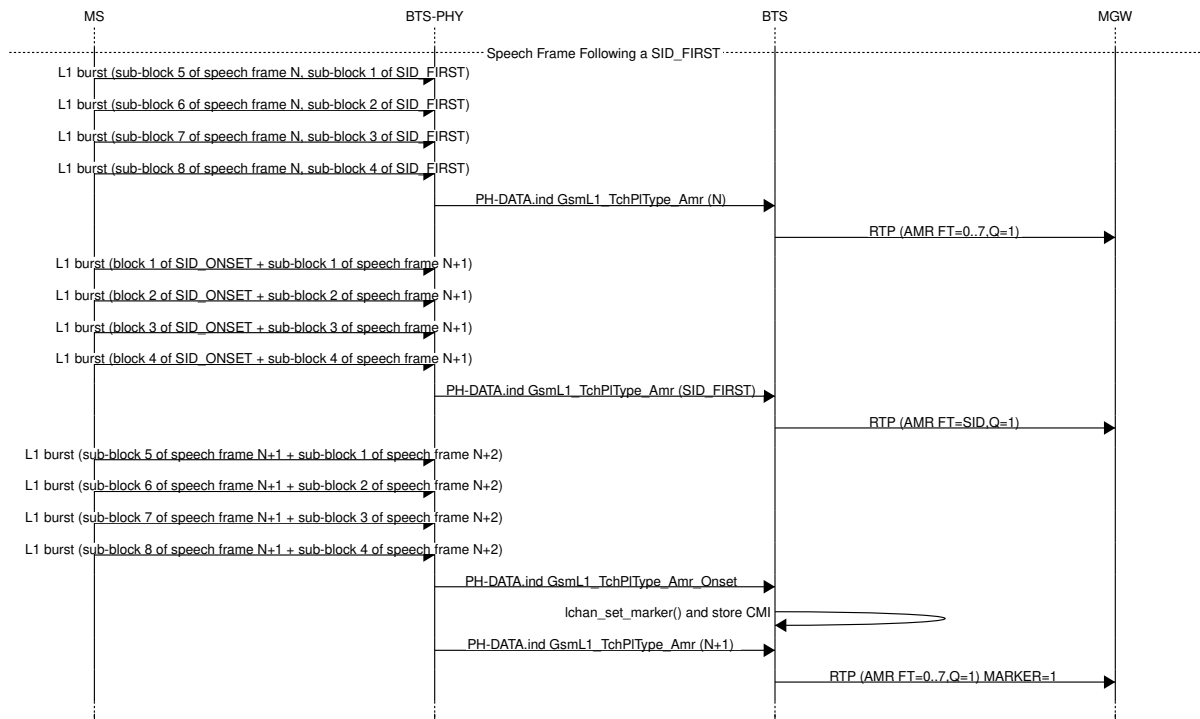 MS BTS-PHY BTS MGW
Speech Frame Following a SID_FIRST
L1 burst (sub-block 5 of speech frame N, sub-block 1 of SID_FIRST)
L1 burst (sub-block 6 of speech frame N, sub-block 2 of SID_FIRST)
L1 burst (sub-block 7 of speech frame N, sub-block 3 of SID_FIRST)
L1 burst (sub-block 8 of speech frame N, sub-block 4 of SID_FIRST)
PH-DATA.ind GsmL1_TchPlType_Amr (N)
RTP (AMR FT=0..7,Q=1)
L1 burst (block 1 of SID_ONSET + sub-block 1 of speech frame N+1)
L1 burst (block 2 of SID_ONSET + sub-block 2 of speech frame N+1)
L1 burst (block 3 of SID_ONSET + sub-block 3 of speech frame N+1)
L1 burst (block 4 of SID_ONSET + sub-block 4 of speech frame N+1)
PH-DATA.ind GsmL1_TchPlType_Amr (SID_FIRST)
RTP (AMR FT=SID,Q=1)
L1 burst (sub-block 5 of speech frame N+1 + sub-block 1 of speech frame N+2)
L1 burst (sub-block 6 of speech frame N+1 + sub-block 2 of speech frame N+2)
L1 burst (sub-block 7 of speech frame N+1 + sub-block 3 of speech frame N+2)
L1 burst (sub-block 8 of speech frame N+1 + sub-block 4 of speech frame N+2)
PH-DATA.ind GsmL1_TchPlType_Amr_Onset
lchan_set_marker() and store CMI
PH-DATA.ind GsmL1_TchPlType_Amr (N+1)
RTP (AMR FT=0..7,Q=1) MARKER=1